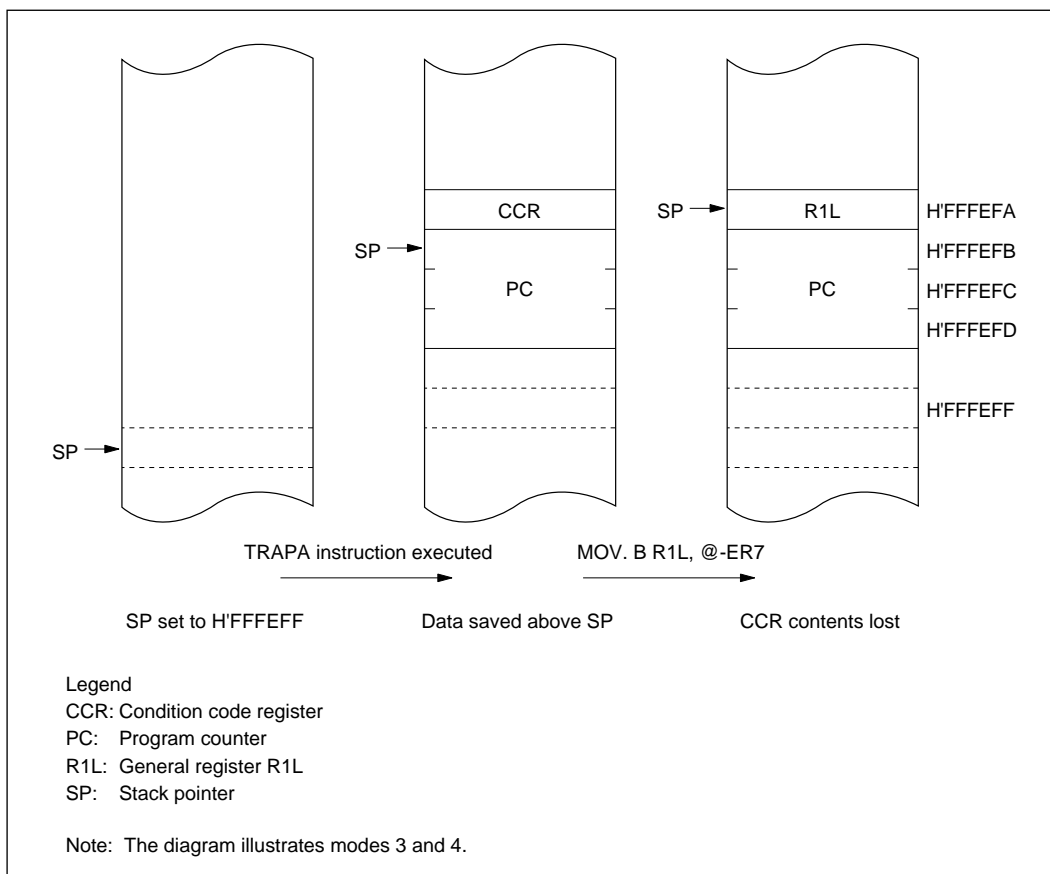 CCR
SP
R1L
H'FFFEFA
SP
H'FFFEFB
PC
PC
H'FFFEFC
H'FFFEFD
H'FFFEFF
SP
TRAPA instruction executed
MOV. B R1L, @-ER7
SP set to H'FFFEFF
Data saved above SP
CCR contents lost
Legend
CCR: Condition code register
PC: Program counter
R1L: General register R1L
SP: Stack pointer
Note: The diagram illustrates modes 3 and 4.